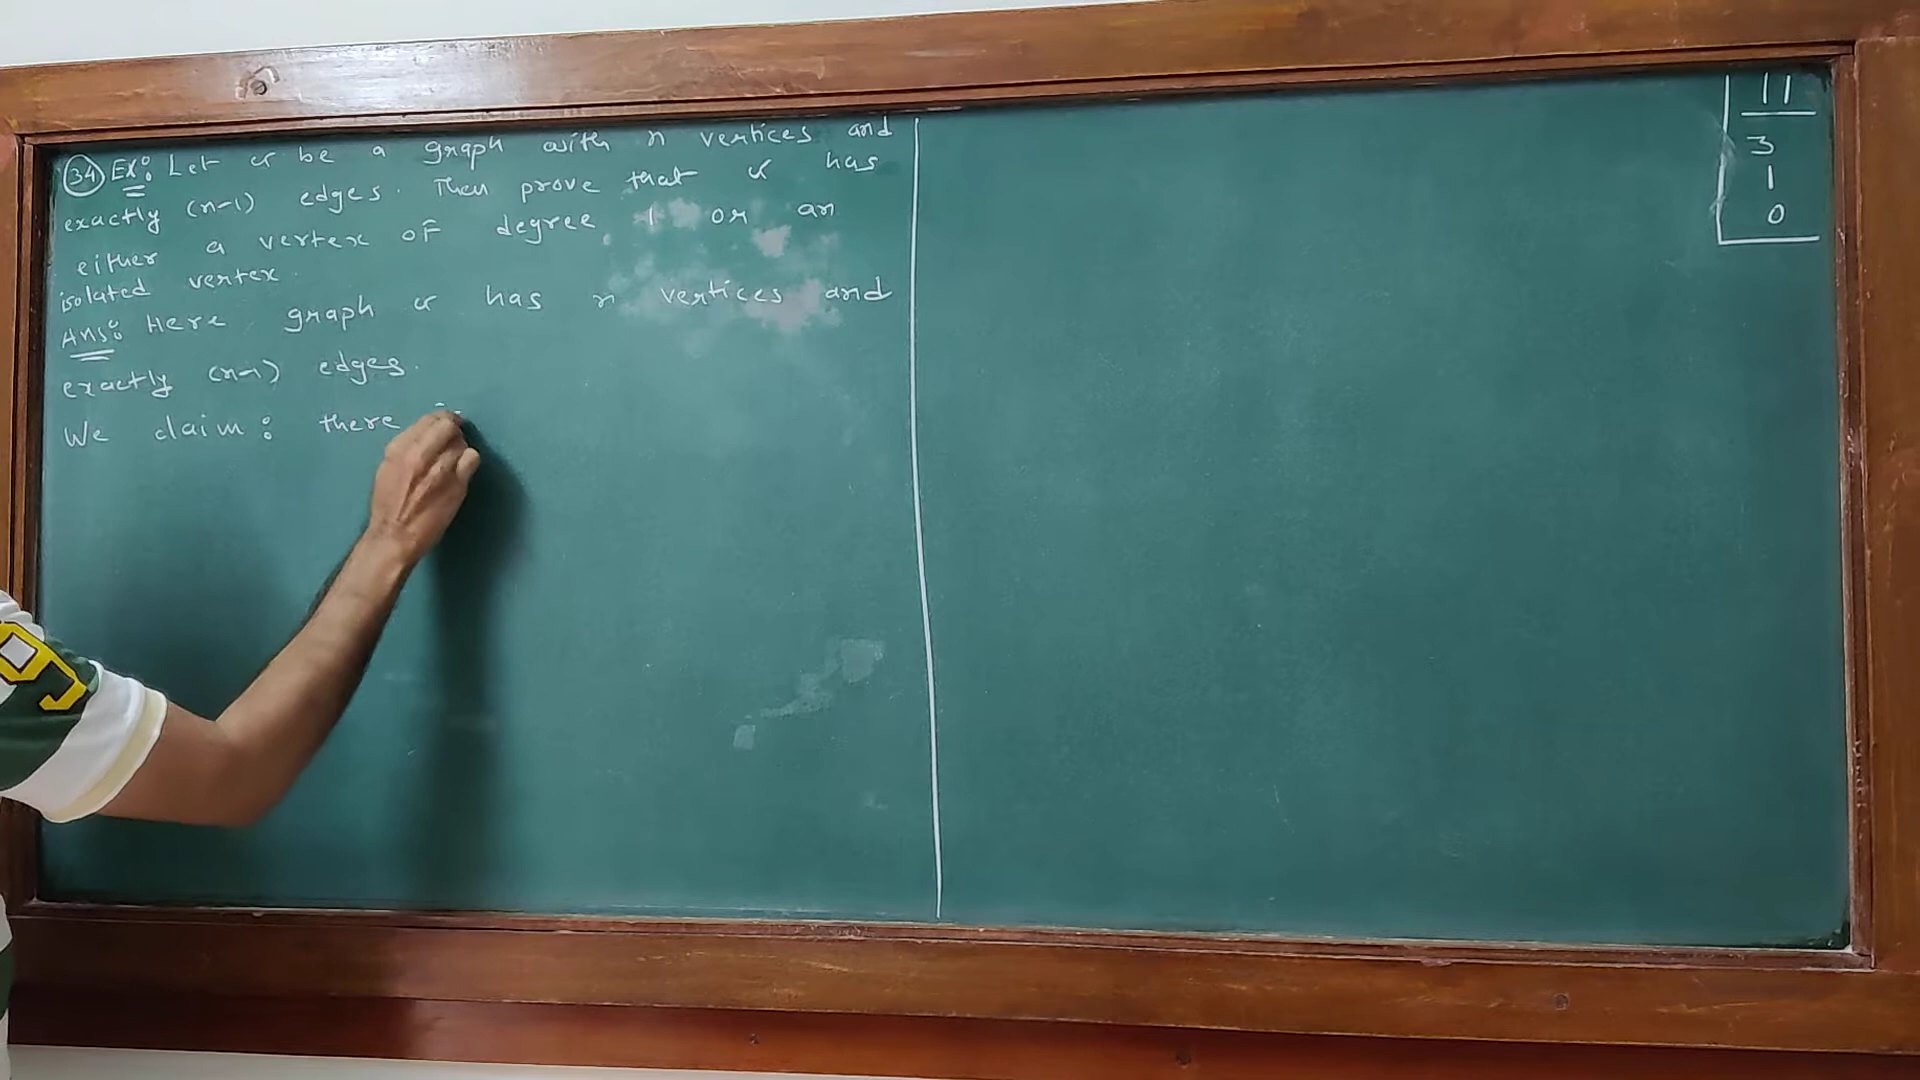 34 Ex: Let G be a graph with n vertices and
exactly (n-1) edges. Then prove that G has
either a vertex of degree 1 or an
isolated vertex.
Ans: Here graph G has n vertices and
exactly (n-1) edges.
We claim: there
11
3
1
0
9